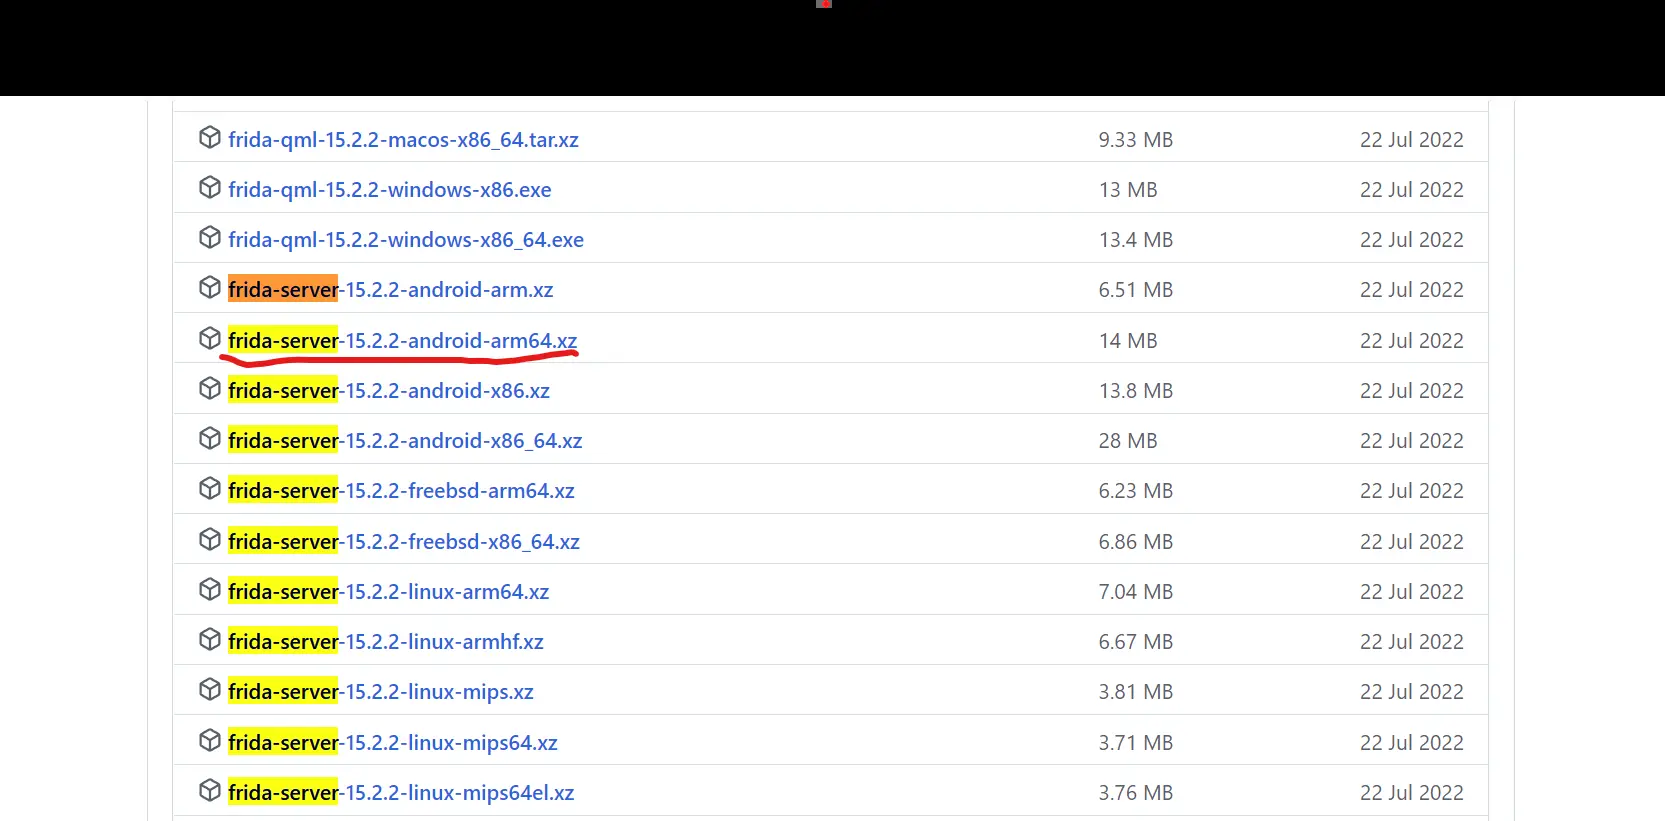 frida-qml-15.2.2-macos-x86_64.tar.xz 9.33 MB 22 Jul 2022
frida-qml-15.2.2-windows-x86.exe 13 MB 22 Jul 2022
frida-qml-15.2.2-windows-x86_64.exe 13.4 MB 22 Jul 2022
frida-server-15.2.2-android-arm.xz 6.51 MB 22 Jul 2022
frida-server-15.2.2-android-arm64.xz 14 MB 22 Jul 2022
frida-server-15.2.2-android-x86.xz 13.8 MB 22 Jul 2022
frida-server-15.2.2-android-x86_64.xz 28 MB 22 Jul 2022
frida-server-15.2.2-freebsd-arm64.xz 6.23 MB 22 Jul 2022
frida-server-15.2.2-freebsd-x86_64.xz 6.86 MB 22 Jul 2022
frida-server-15.2.2-linux-arm64.xz 7.04 MB 22 Jul 2022
frida-server-15.2.2-linux-armhf.xz 6.67 MB 22 Jul 2022
frida-server-15.2.2-linux-mips.xz 3.81 MB 22 Jul 2022
frida-server-15.2.2-linux-mips64.xz 3.71 MB 22 Jul 2022
frida-server-15.2.2-linux-mips64el.xz 3.76 MB 22 Jul 2022